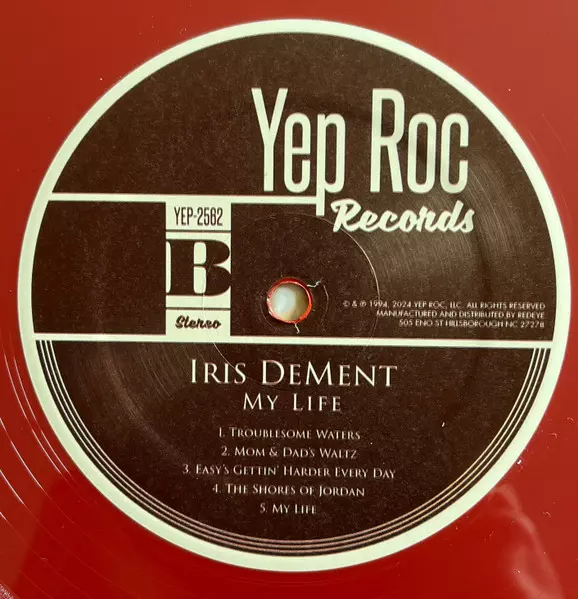 Yep Roc
Records
YEP-2562
B
Stereo
© & ℗ 1994, 2024 YEP ROC, LLC. ALL RIGHTS RESERVED
MANUFACTURED AND DISTRIBUTED BY REDEYE
505 ENO ST HILLSBOROUGH NC 27278
IRIS DEMENT
MY LIFE
1. TROUBLESOME WATERS
2. MOM & DAD'S WALTZ
3. EASY'S GETTIN' HARDER EVERY DAY
4. THE SHORES OF JORDAN
5. MY LIFE